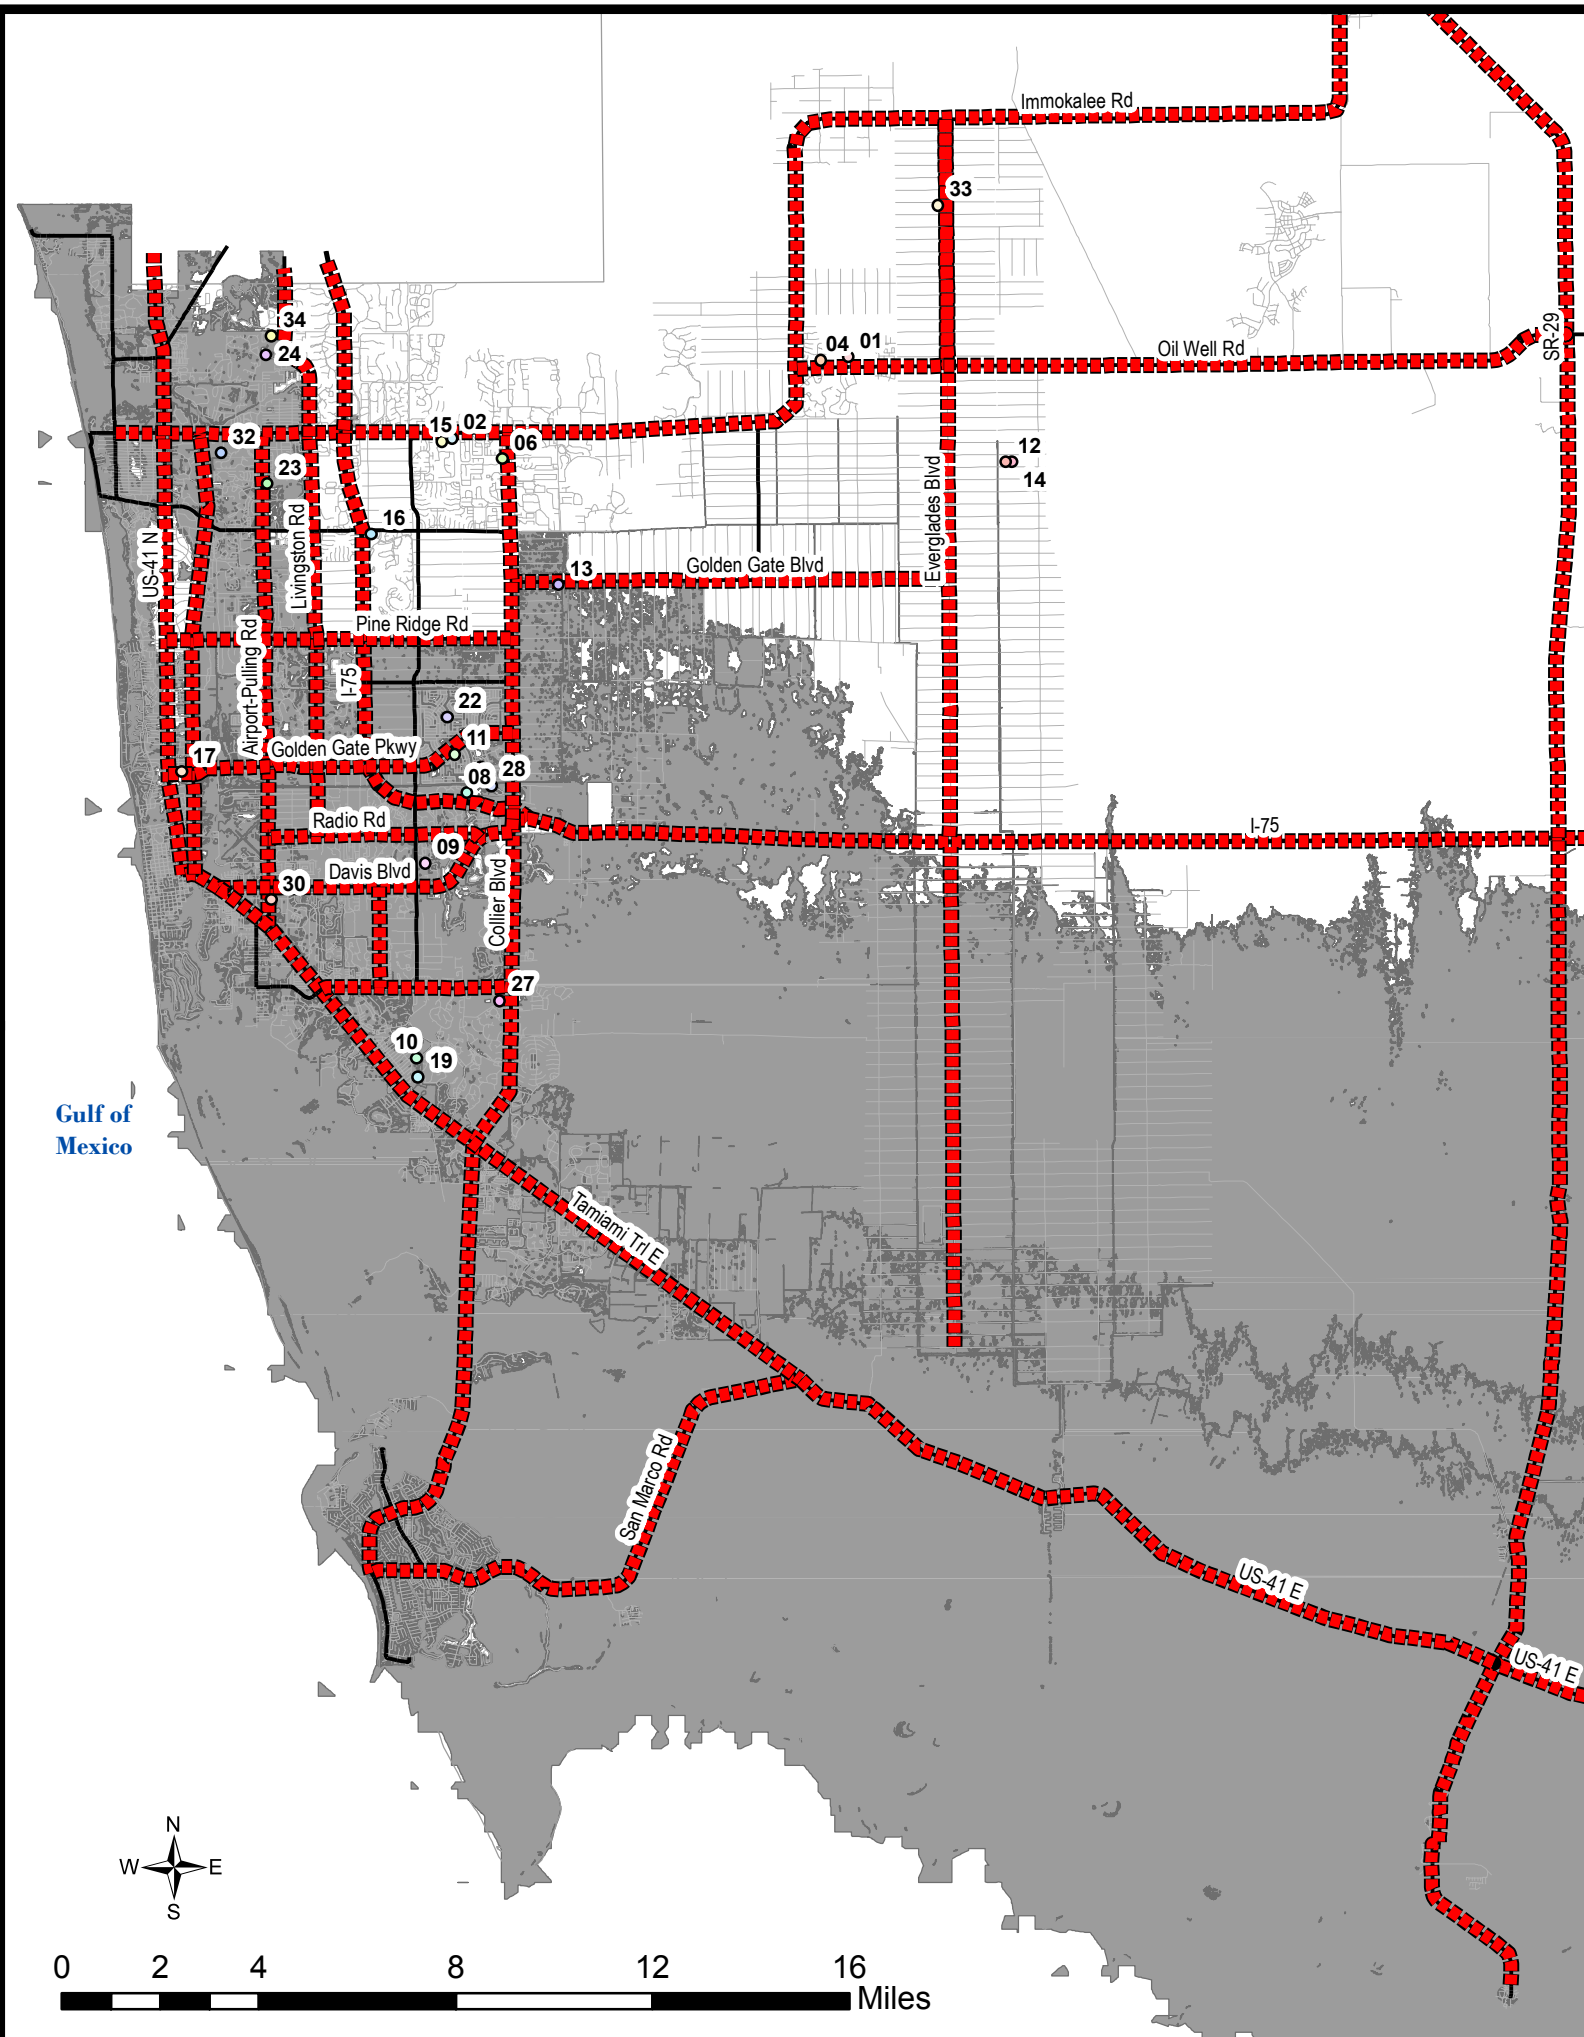 Immokalee Rd
33
34
24
04
01
Oil Well Rd
SR-29
15
02
32
06
23
12
14
Everglades Blvd
16
Livingston Rd
US-41 N
13
Golden Gate Blvd
Pine Ridge Rd
Airport-Pulling Rd
I-75
22
11
17
Golden Gate Pkwy
08
28
Radio Rd
I-75
09
Davis Blvd
30
Collier Blvd
27
10
19
Gulf of
Mexico
Tamiami Trl E
San Marco Rd
US-41 E
US-41 E
N
W
E
S
0
2
4
8
12
16
Miles